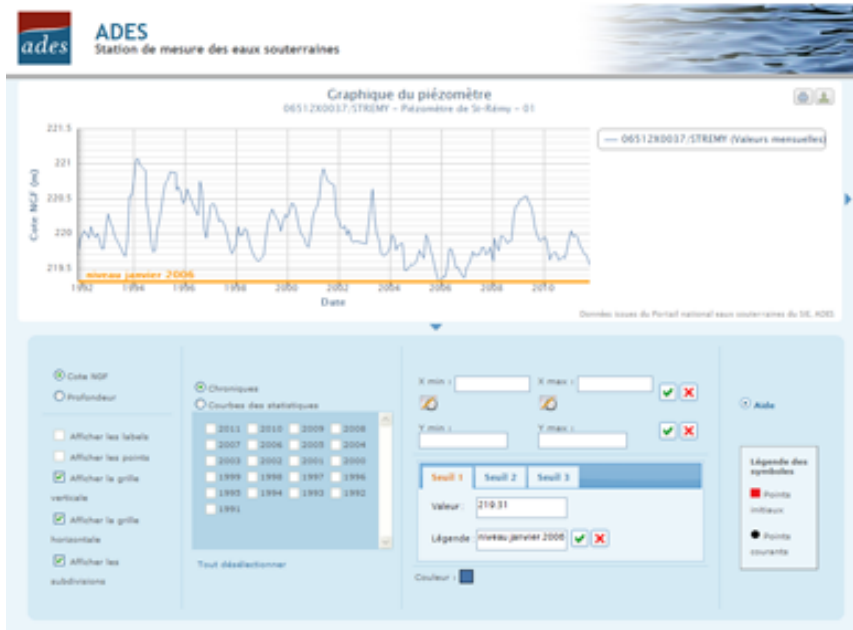 ades
ADES
Station de mesure des eaux souterraines
Graphique du piézomètre
06512X0037/STREMY - Piézomètre de St-Rémy - 01
221.5
221
220.5
220
219.5
Cote NGF (m)
niveau janvier 2006
1992 1994 1996 1998 2000 2002 2004 2006 2008 2010
Date
06512X0037/STREMY (Valeurs mensuelles)
Données issues du Portail national eaux souterraines du SIE, ADES
Cote NGF
Profondeur
Afficher les labels
Afficher les points
Afficher la grille
verticale
Afficher la grille
horizontale
Afficher les
subdivisions
Chroniques
Courbes des statistiques
2011 2010 2009 2008
2007 2006 2005 2004
2003 2002 2001 2000
1999 1998 1997 1996
1995 1994 1993 1992
1991
Tout désélectionner
X min : X max :
Y min : Y max :
Seuil 1 Seuil 2 Seuil 3
Valeur : 219.31
Légende : niveau janvier 2006
Couleur :
Aide
Légende des
symboles
Points
initiaux
Points
courants